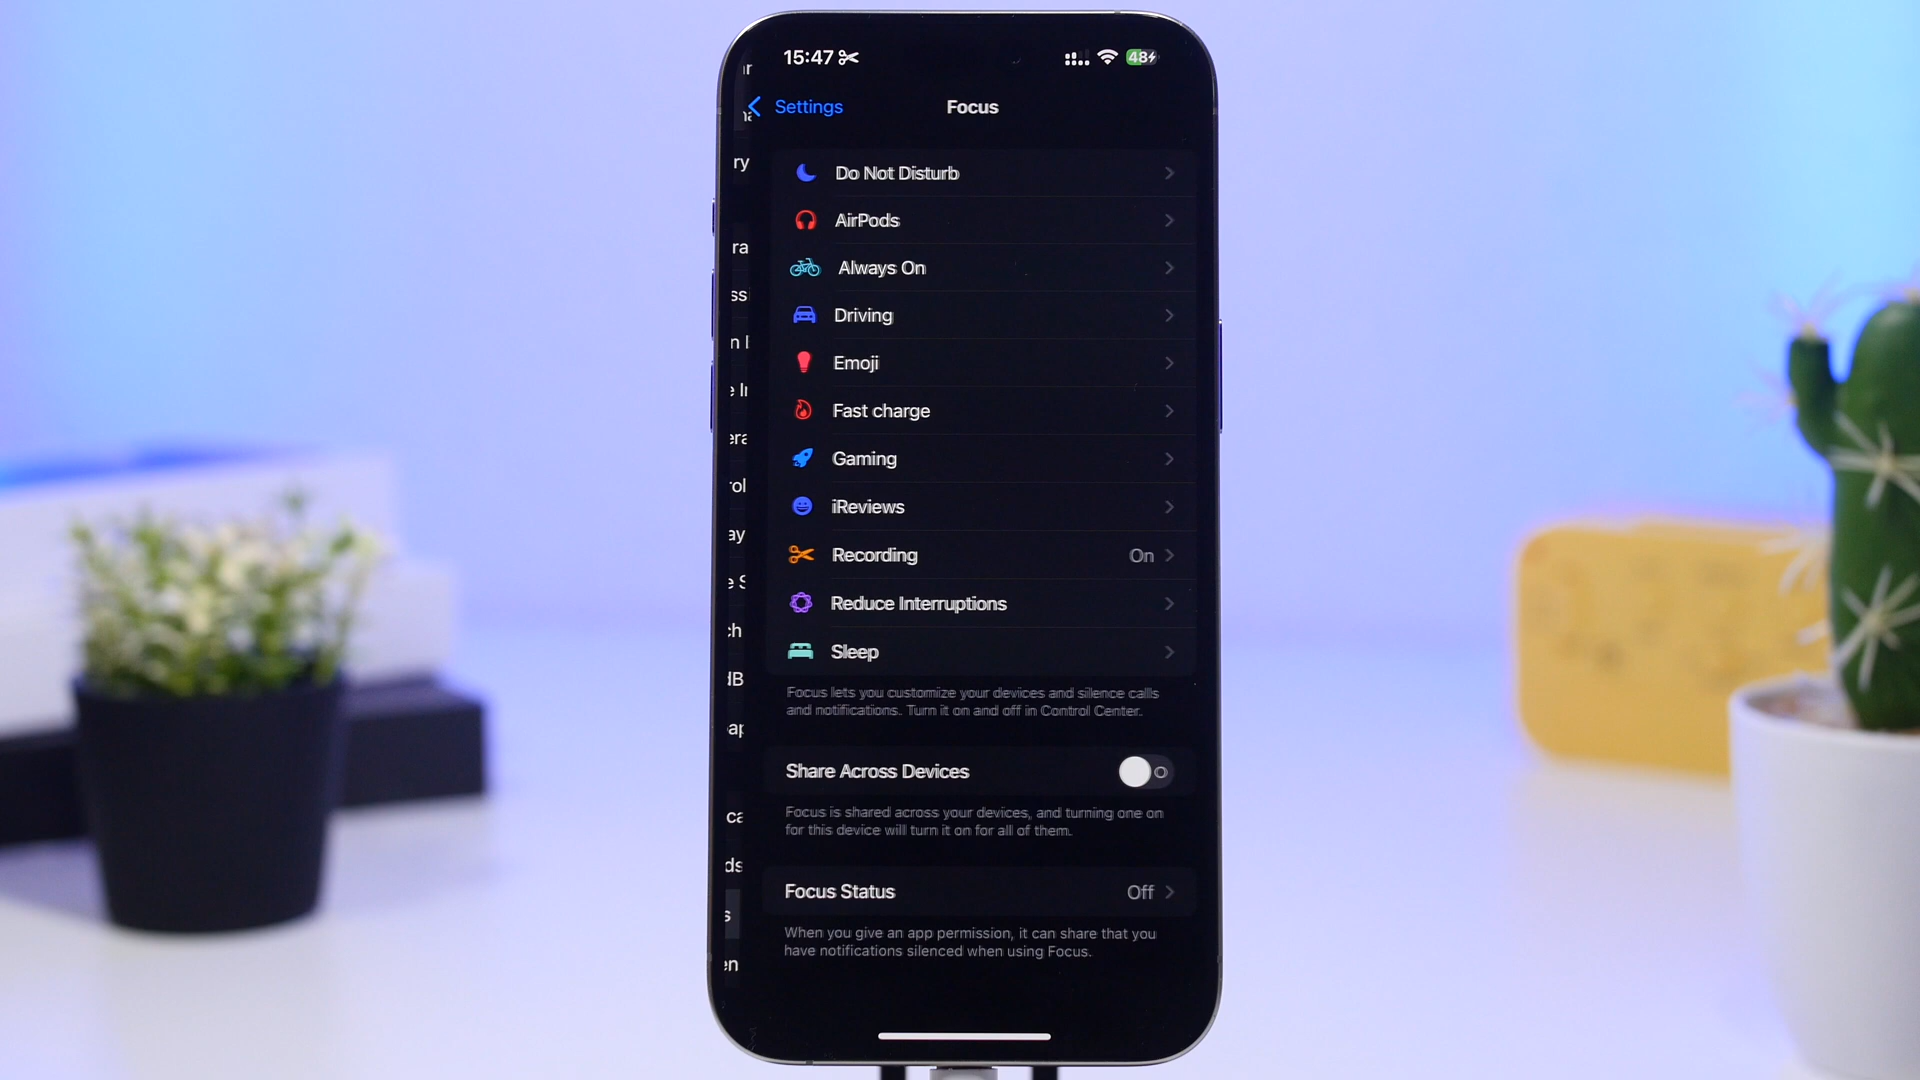 15:47
48
Settings
Focus
Do Not Disturb
AirPods
Always On
Driving
Emoji
Fast charge
Gaming
iReviews
Recording On
Reduce Interruptions
Sleep
Focus lets you customize your devices and silence calls
and notifications. Turn it on and off in Control Center.
Share Across Devices
Focus is shared across your devices, and turning one on
for this device will turn it on for all of them.
Focus Status Off
When you give an app permission, it can share that you
have notifications silenced when using Focus.